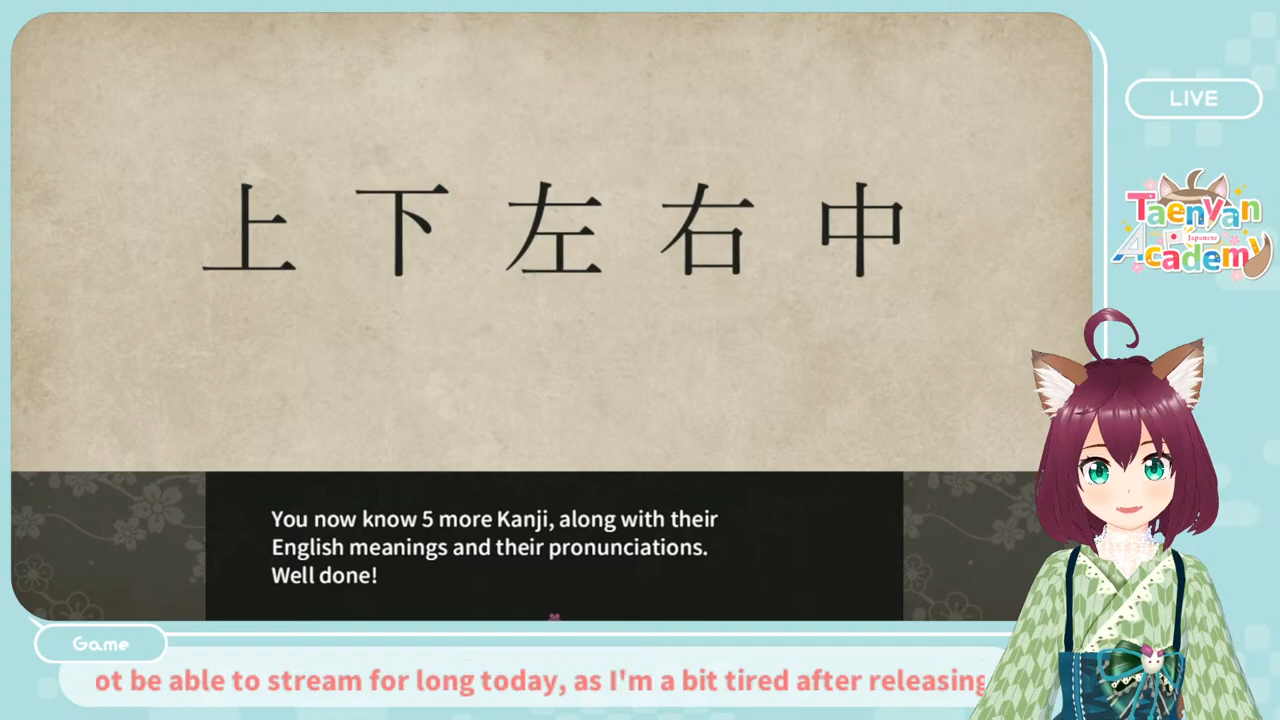 上下左右中
You now know 5 more Kanji, along with their
English meanings and their pronunciations.
Well done!
LIVE
Taenyan
Japanese
Academy
Game
ot be able to stream for long today, as I'm a bit tired after releasing